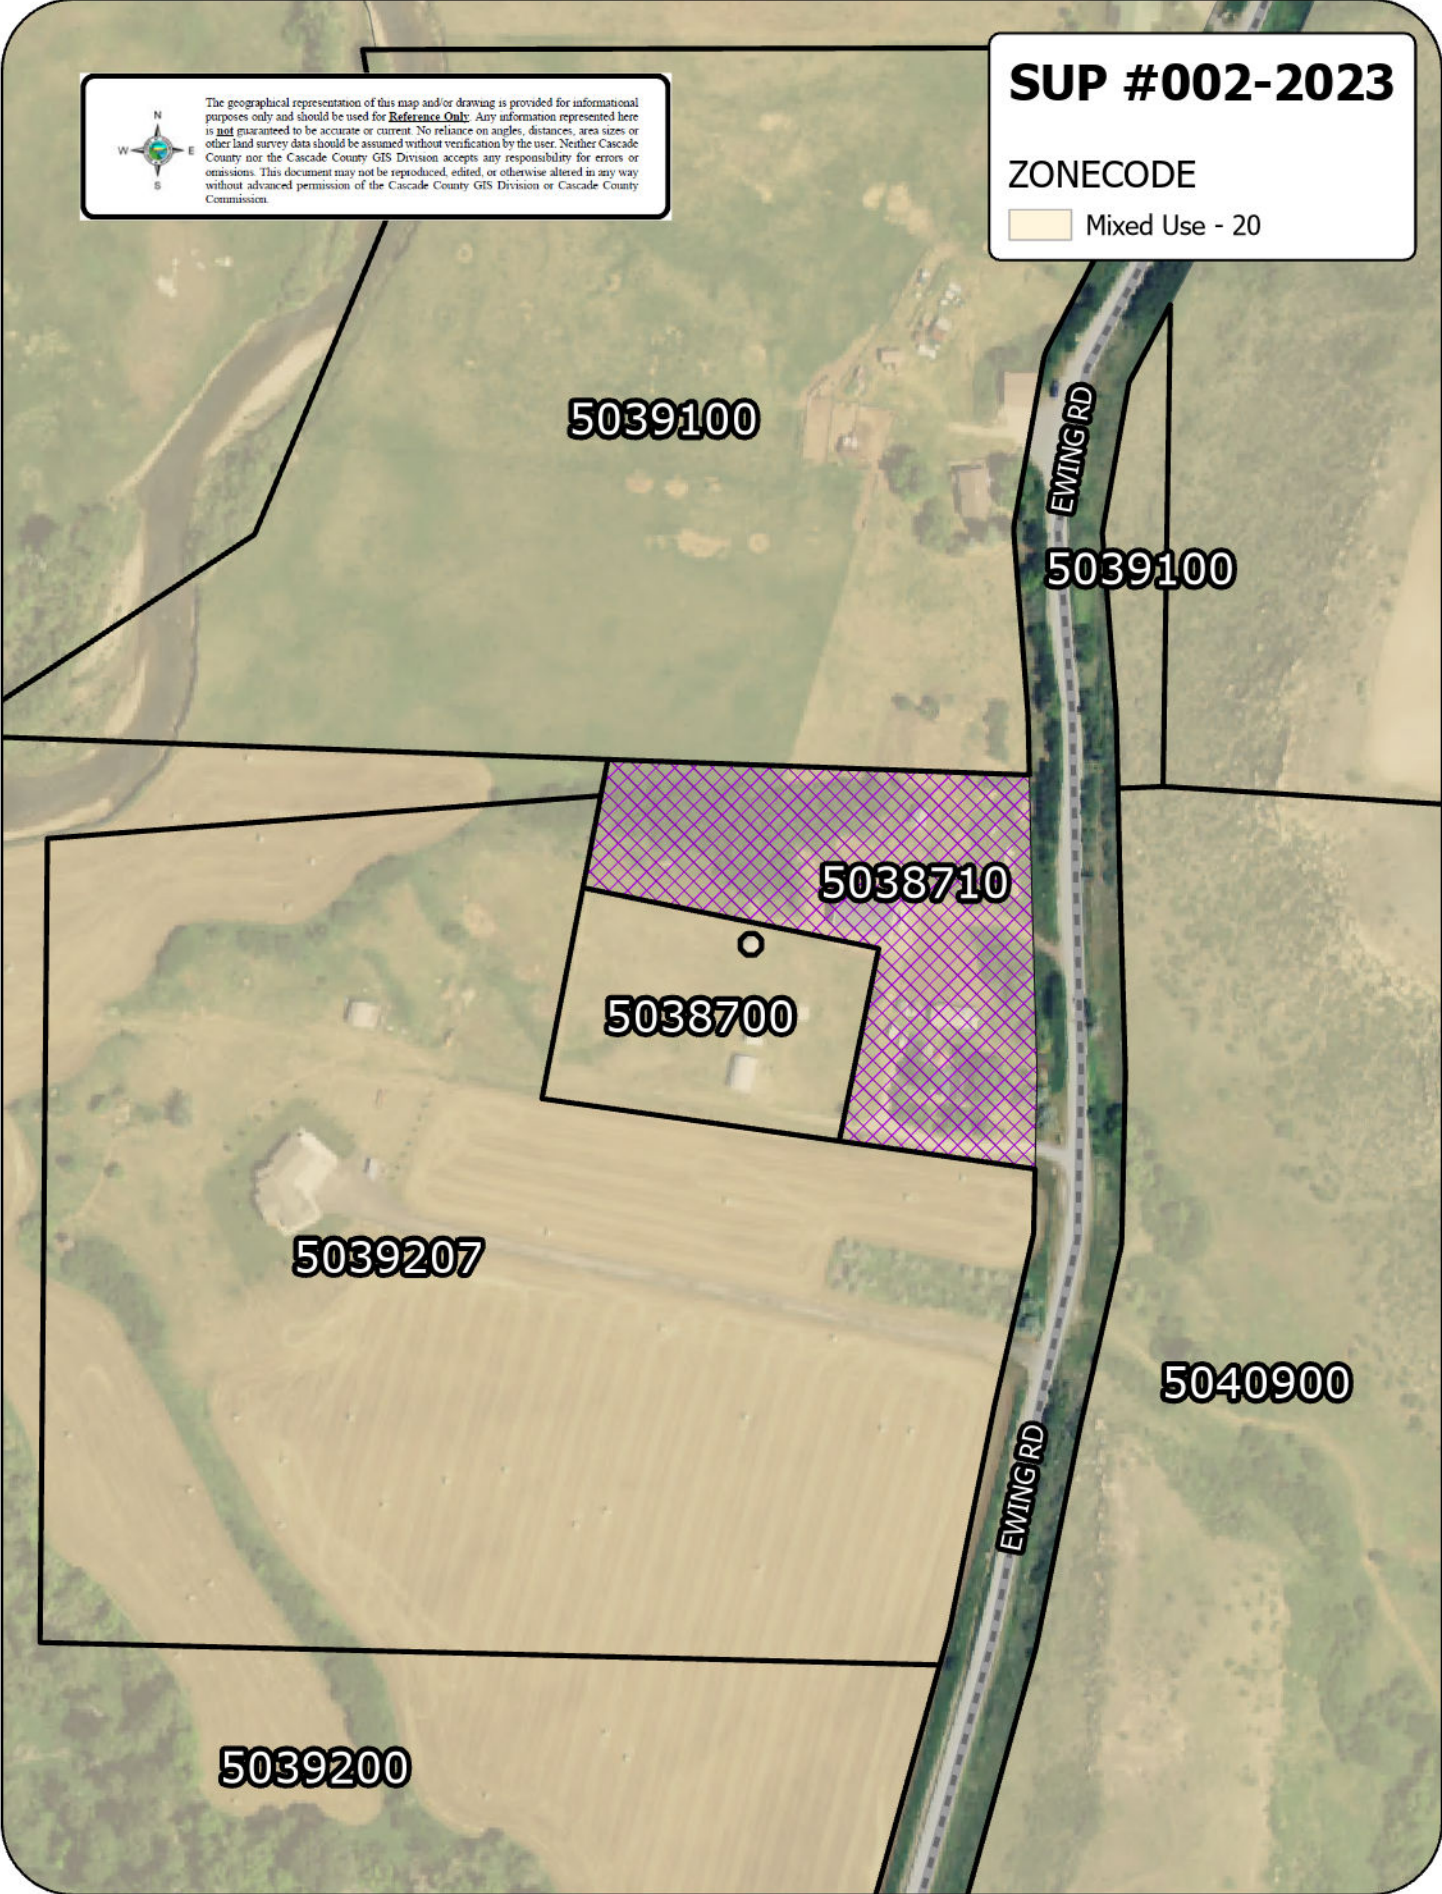 SUP #002-2023
ZONECODE
Mixed Use - 20
N
W E
S
The geographical representation of this map and/or drawing is provided for informational
purposes only and should be used for Reference Only. Any information represented here
is not guaranteed to be accurate or current. No reliance on angles, distances, area sizes or
other land survey data should be assumed without verification by the user. Neither Cascade
County nor the Cascade County GIS Division accepts any responsibility for errors or
omissions. This document may not be reproduced, edited, or otherwise altered in any way
without advanced permission of the Cascade County GIS Division or Cascade County
Commission.
5039100
EWING RD
5039100
5038710
5038700
5039207
5040900
EWING RD
5039200